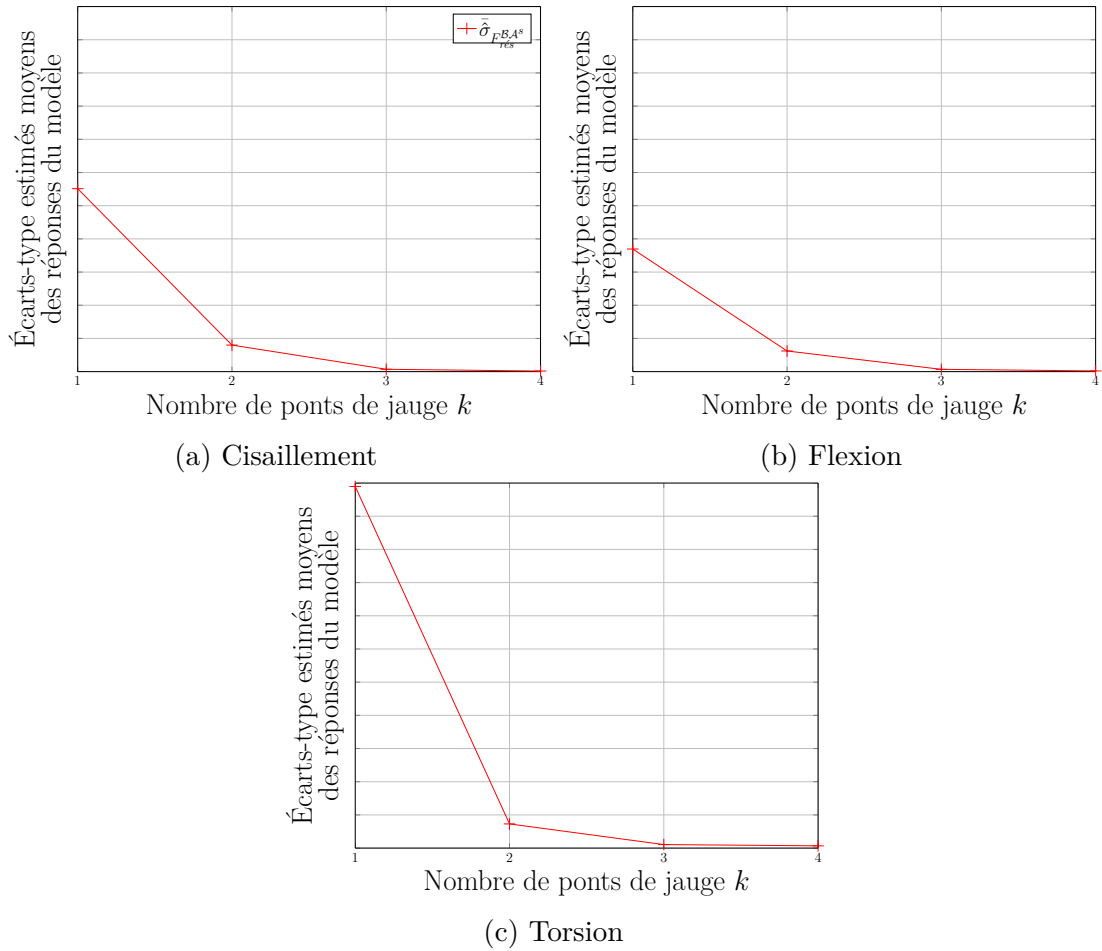 Écarts-type estimés moyens
des réponses du modèle
1 2 3 4
Nombre de ponts de jauge k
(a) Cisaillement
Écarts-type estimés moyens
des réponses du modèle
1 2 3 4
Nombre de ponts de jauge k
(b) Flexion
Écarts-type estimés moyens
des réponses du modèle
1 2 3 4
Nombre de ponts de jauge k
(c) Torsion